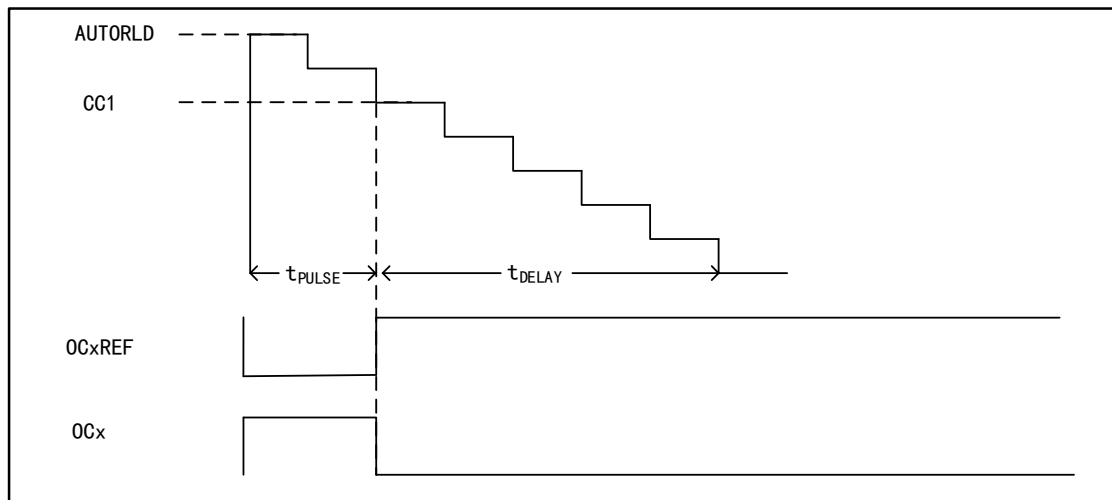 AUTORLD
CC1
tPULSE
tDELAY
OCxREF
OCx